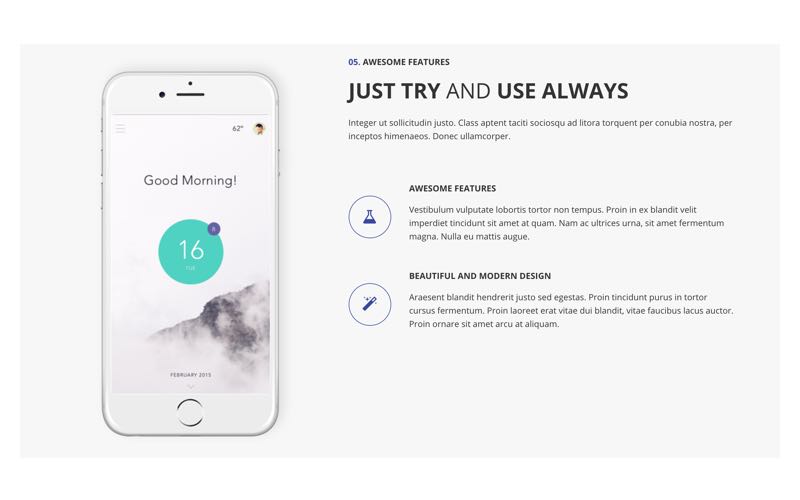 05. AWESOME FEATURES
JUST TRY AND USE ALWAYS
Integer ut sollicitudin justo. Class aptent taciti sociosqu ad litora torquent per conubia nostra, per
inceptos himenaeos. Donec ullamcorper.
AWESOME FEATURES
Vestibulum vulputate lobortis tortor non tempus. Proin in ex blandit velit
imperdiet tincidunt sit amet at quam. Nam ac ultrices urna, sit amet fermentum
magna. Nulla eu mattis augue.
BEAUTIFUL AND MODERN DESIGN
Araesent blandit hendrerit justo sed egestas. Proin tincidunt purus in tortor
cursus fermentum. Proin laoreet erat vitae dui blandit, vitae faucibus lacus auctor.
Proin ornare sit amet arcu at aliquam.
62°
Good Morning!
8
16
TUE
FEBRUARY 2015